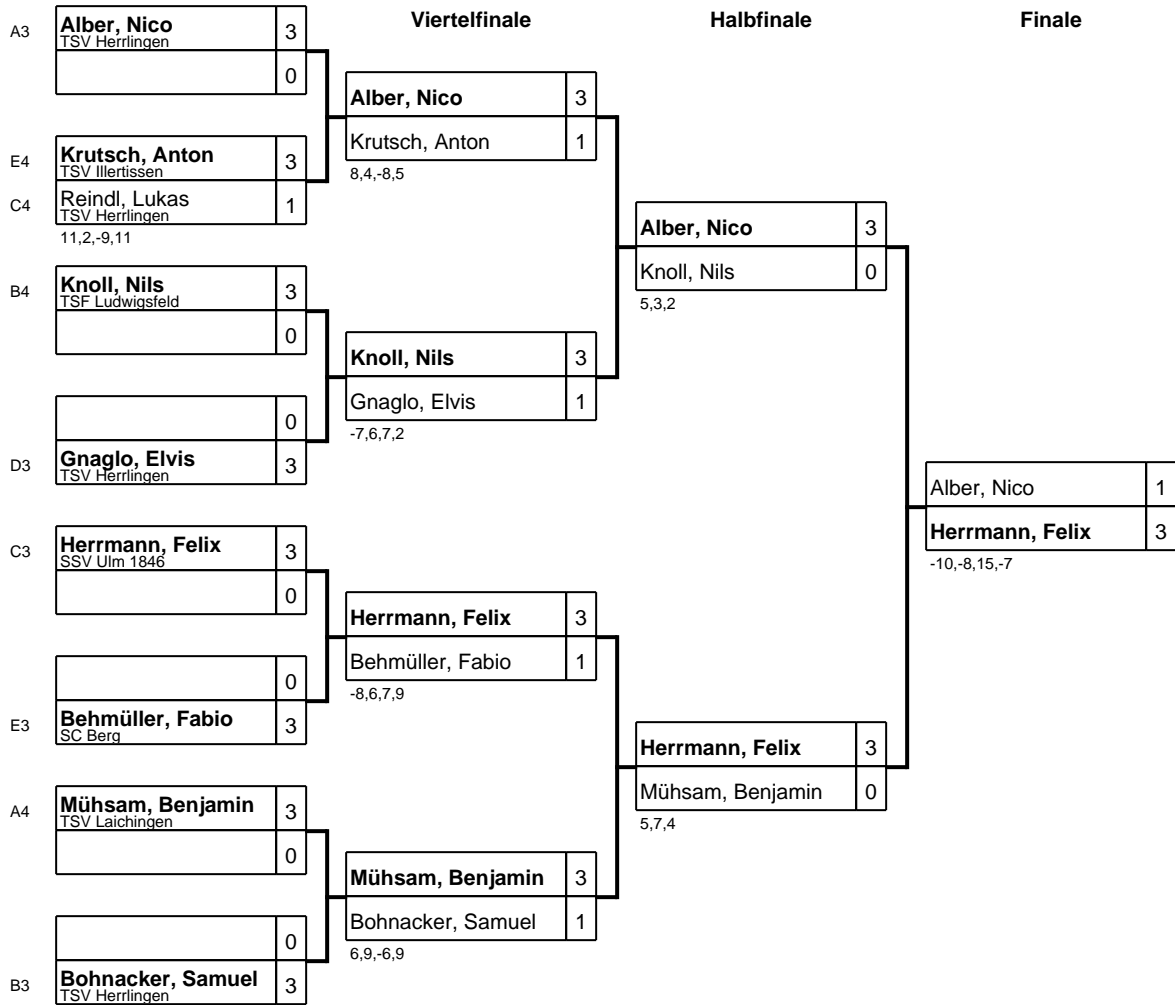 Viertelfinale
Halbfinale
Finale
A3
Alber, Nico
TSV Herrlingen
3
0
E4
Krutsch, Anton
TSV Illertissen
3
C4
Reindl, Lukas
TSV Herrlingen
1
11,2,-9,11
B4
Knoll, Nils
TSF Ludwigsfeld
3
0
0
D3
Gnaglo, Elvis
TSV Herrlingen
3
C3
Herrmann, Felix
SSV Ulm 1846
3
0
0
E3
Behmüller, Fabio
SC Berg
3
A4
Mühsam, Benjamin
TSV Laichingen
3
0
0
B3
Bohnacker, Samuel
TSV Herrlingen
3
Alber, Nico 3
Krutsch, Anton 1
8,4,-8,5
Knoll, Nils 3
Gnaglo, Elvis 1
-7,6,7,2
Herrmann, Felix 3
Behmüller, Fabio 1
-8,6,7,9
Mühsam, Benjamin 3
Bohnacker, Samuel 1
6,9,-6,9
Alber, Nico 3
Knoll, Nils 0
5,3,2
Herrmann, Felix 3
Mühsam, Benjamin 0
5,7,4
Alber, Nico 1
Herrmann, Felix 3
-10,-8,15,-7